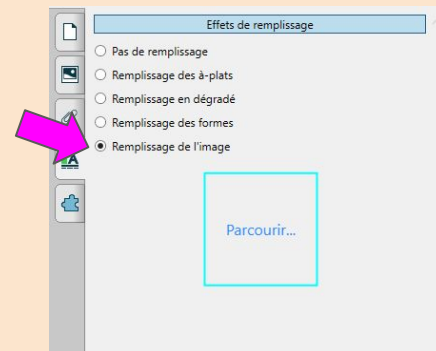 Effets de remplissage
Pas de remplissage
Remplissage des à-plats
Remplissage en dégradé
Remplissage des formes
Remplissage de l'image
A
Parcourir...